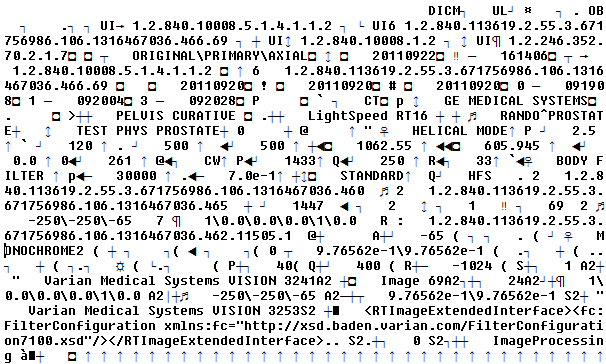 DICM┐ UL┘ ¤ ┐ . OB
┐ .┐ ┐ UI→ 1.2.840.10008.5.1.4.1.1.2 ┐ └ UI6 1.2.840.113619.2.55.3.671
756986.106.1316467036.466.69 ┐ ┼ UI↕ 1.2.840.10008.1.2 ┐ ↕ UI¶ 1.2.246.352.
70.2.1.7◘ ◘ ┬ ORIGINAL\PRIMARY\AXIAL◘ ↕ ◘ 20110922◘ ‼ — 161406◘ ┬ →
1.2.840.10008.5.1.4.1.1.2 ◘ ↑ 6 1.2.840.113619.2.55.3.671756986.106.1316
467036.466.69 ◘ ◘ 20110920◘ ! ◘ 20110920◘ # ◘ 20110920◘ 0 — 09190
8◘ 1 — 092004◘ 3 — 092028◘ P ◘ ` ┐ CT◘ p ↕ GE MEDICAL SYSTEMS◘
. ◘ >┼╫ PELVIS CURATIVE ◘ .╫ LightSpeed RT16 ┼ ┼ ♬ RANDO^PROSTAT
E┼ ↕ TEST PHYS PROSTATE┼ 0 ┼ @ ↑ " ♀ HELICAL MODE↑ P ┘ 2.5
↑ ` ┘ 120 ↑ . ┘ 500 ↑ ◄┘ 500 ┼◄◘ 1062.55 ↑ ◄◘ 605.945 ↑ ◄┘
0.0 ↑ 0◄┘ 261 ↑ @◄┐ CW↑ P◄┘ 1433↑ Q◄┘ 250 ↑ R◄┐ 33↑ `◄♀ BODY F
ILTER ↑ p◄— 30000 ↑ .◄— 7.0e-1↑ ┼↕◘ STANDARD↑ Q┘ HFS . 2 1.2.8
40.113619.2.55.3.671756986.106.1316467036.460 ♬2 1.2.840.113619.2.55.3.
671756986.106.1316467036.465 ┼ ┘ 1447 ◄ ┐ 2 ↕ ┐ 1 ‼ ┐ 69 2 ♬
-250\-250\-65 7 ¶ 1\0.0\0.0\0.0\1\0.0 R : 1.2.840.113619.2.55.3.
671756986.106.1316467036.462.11505.1 @┼ A┼┘ -65 ( ┐ ┐ . ( ┘ ♀ M
ONOCHROME2 ( ┼ ┐ ┐( ◄ ┐ ┐( 0 ┬ 9.76562e-1\9.76562e-1 ( .┐ ┼ ( ..
┐ ┼ ( ┐.┐ ☼ ( └.┐ ( P┼┘ 40( Q┼┘ 400 ( R┼— -1024 ( S┼┐ 1 A2┼
" Varian Medical Systems VISION 3241A2 ┼◘ Image 69A2┐┼┐ 24A2┘┼¶ 1\
0.0\0.0\0.0\1\0.0 A2│┼♬ -250\-250\-65 A2—┼┬ 9.76562e-1\9.76562e-1 S2┼ "
Varian Medical Systems VISION 3253S2 ┼■ <RTImageExtendedInterface><fc:
FilterConfiguration xmlns:fc="http://xsd.baden.varian.com/FilterConfigurati
on7100.xsd"/></RTImageExtendedInterface>.. S2.┼┐ 0 S2┐┼┼ ImageProcessin
g à■┼ ◘ ↑ ↑ ↑ ↑ ↑ ↑ ↑ ↑ ↑ ↑ ↑ ↑ ↑ ↑ ↑ ↑ ↑ ↑ ↑ ↑ ↑ ↑ ↑